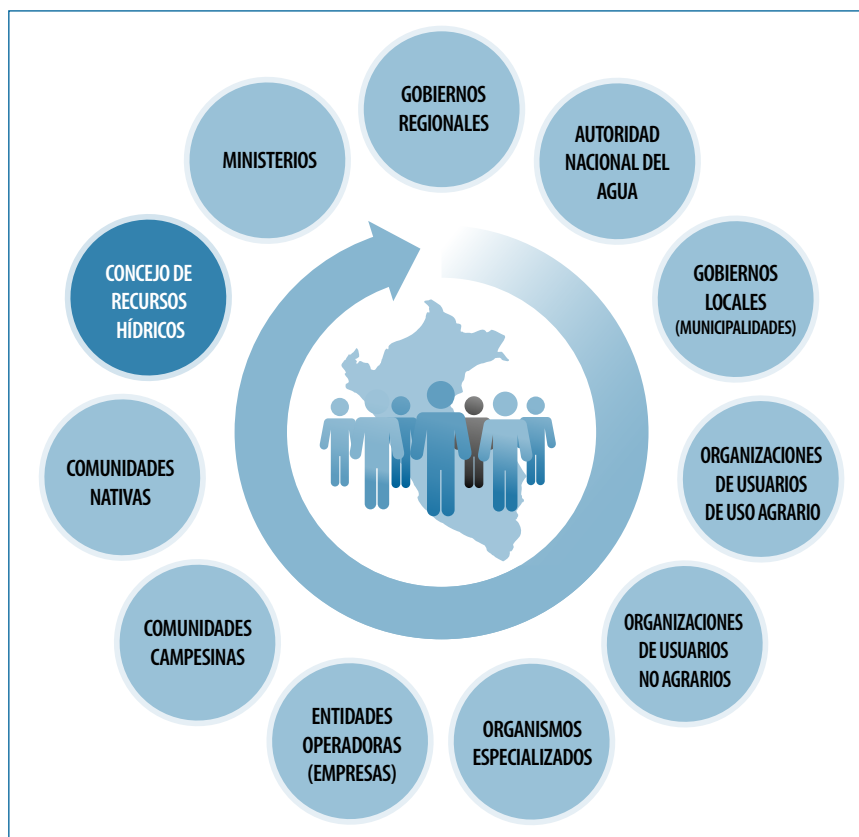 GOBIERNOS
REGIONALES
AUTORIDAD
NACIONAL DEL
AGUA
GOBIERNOS
LOCALES
(MUNICIPALIDADES)
ORGANIZACIONES
DE USUARIOS
DE USO AGRARIO
ORGANIZACIONES
DE USUARIOS
NO AGRARIOS
ORGANISMOS
ESPECIALIZADOS
ENTIDADES
OPERADORAS
(EMPRESAS)
COMUNIDADES
CAMPESINAS
COMUNIDADES
NATIVAS
CONCEJO DE
RECURSOS
HÍDRICOS
MINISTERIOS